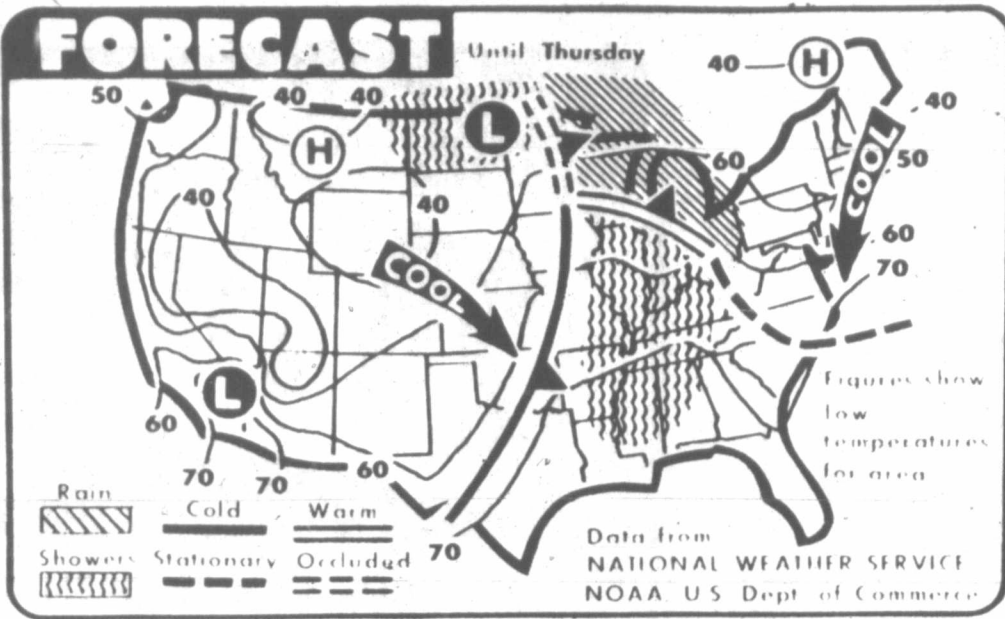 FORECAST Until Thursday
40 H
50 40 40 L 40
H 60 50
40 40 COOL
COOL 60
70
L
60
70 70 60
70
Figures show
low
temperatures
for area
Rain Cold Warm
Showers Stationary Occluded
Data from
NATIONAL WEATHER SERVICE
NOAA, U S Dept. of Commerce